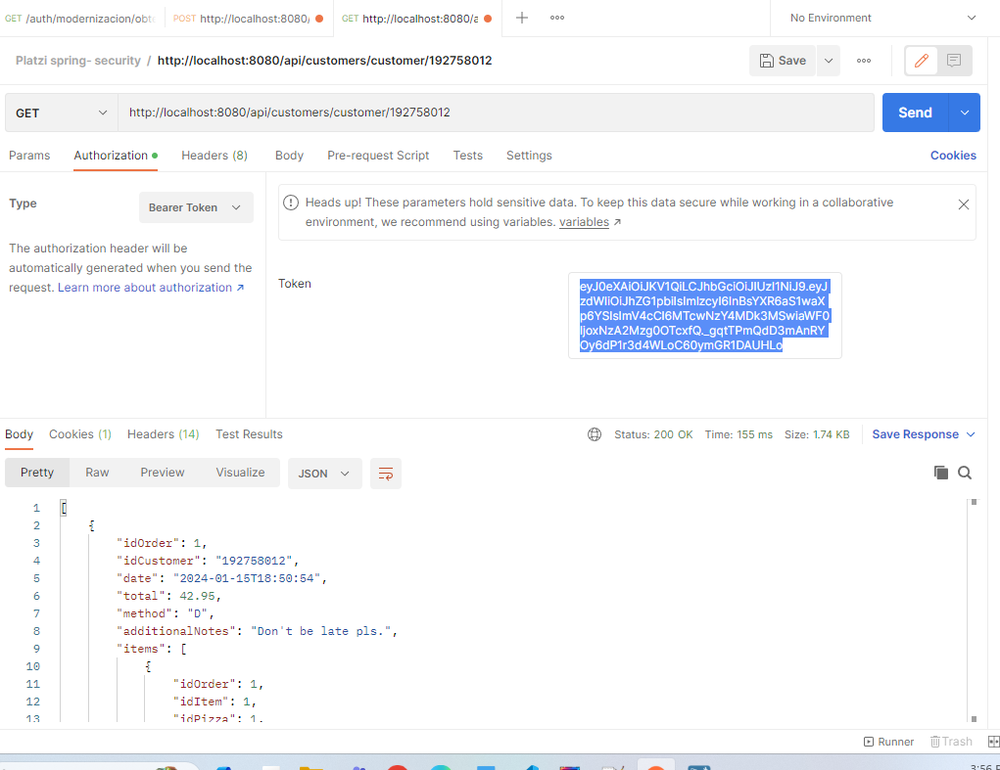 GET /auth/modernizacion/obte
POST http://localhost:8080/
GET http://localhost:8080/a
No Environment
Platzi spring- security / http://localhost:8080/api/customers/customer/192758012
Save
GET
http://localhost:8080/api/customers/customer/192758012
Send
Params
Authorization
Headers (8)
Body
Pre-request Script
Tests
Settings
Cookies
Type
Bearer Token
The authorization header will be
automatically generated when you send the
request. Learn more about authorization ↗
Heads up! These parameters hold sensitive data. To keep this data secure while working in a collaborative
environment, we recommend using variables. variables ↗
Token
eyJ0eXAiOiJKV1QiLCJhbGciOiJIUzI1NiJ9.eyJ
zdWIiOiJhZG1pbiIsImlzcyI6InBsYXR6aS1waX
p6YSIsImV4cCI6MTcwNzY4MDk3MSwiaWF0
IjoxNzA2Mzg0OTcxfQ._gqtTPmQdD3mAnRY
Oy6dP1r3d4WLoC60ymGR1DAUHLo
Body
Cookies (1)
Headers (14)
Test Results
Status: 200 OK
Time: 155 ms
Size: 1.74 KB
Save Response
Pretty
Raw
Preview
Visualize
JSON
1 [
2 {
3 "idOrder": 1,
4 "idCustomer": "192758012",
5 "date": "2024-01-15T18:50:54",
6 "total": 42.95,
7 "method": "D",
8 "additionalNotes": "Don't be late pls.",
9 "items": [
10 {
11 "idOrder": 1,
12 "idItem": 1,
13 "idPizza": 1,
Runner
Trash
3:56 P